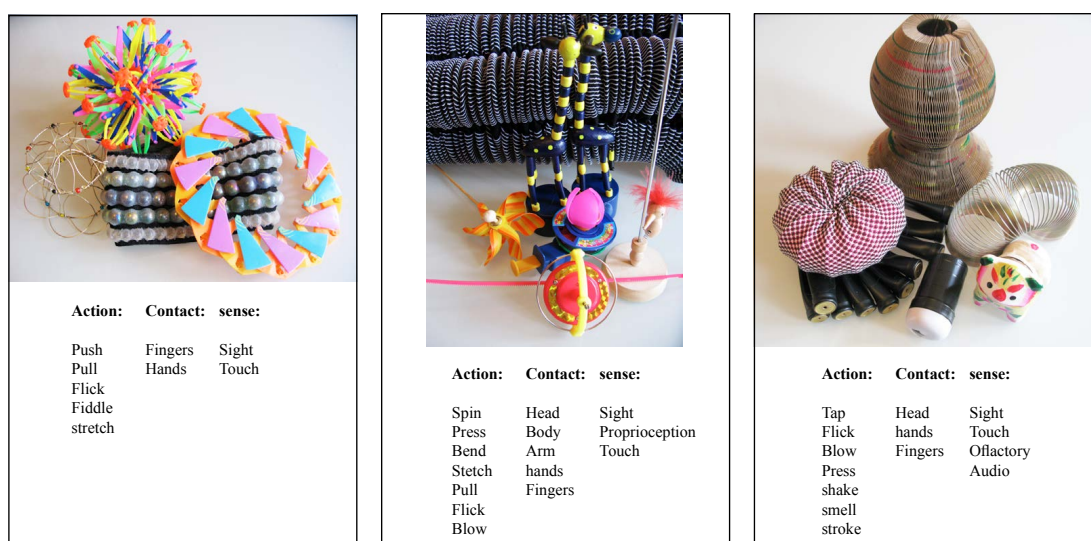 Action: Contact: sense:
Push Fingers Sight
Pull Hands Touch
Flick
Fiddle
stretch
Action: Contact: sense:
Spin Head Sight
Press Body Proprioception
Bend Arm Touch
Stetch hands
Pull Fingers
Flick
Blow
Action: Contact: sense:
Tap Head Sight
Flick hands Touch
Blow Fingers Oflactory
Press Audio
shake
smell
stroke